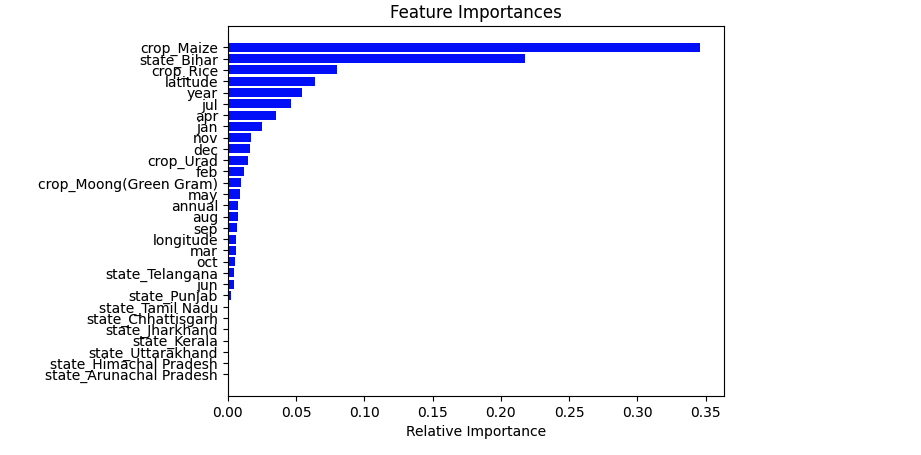 Feature Importances
crop_Maize
state_Bihar
crop_Rice
latitude
year
jul
apr
jan
nov
dec
crop_Urad
feb
crop_Moong(Green Gram)
may
annual
aug
sep
longitude
mar
oct
state_Telangana
jun
state_Punjab
state_Tamil Nadu
state_Chhattisgarh
state_Jharkhand
state_Kerala
state_Uttarakhand
state_Himachal Pradesh
state_Arunachal Pradesh
0.00 0.05 0.10 0.15 0.20 0.25 0.30 0.35
Relative Importance